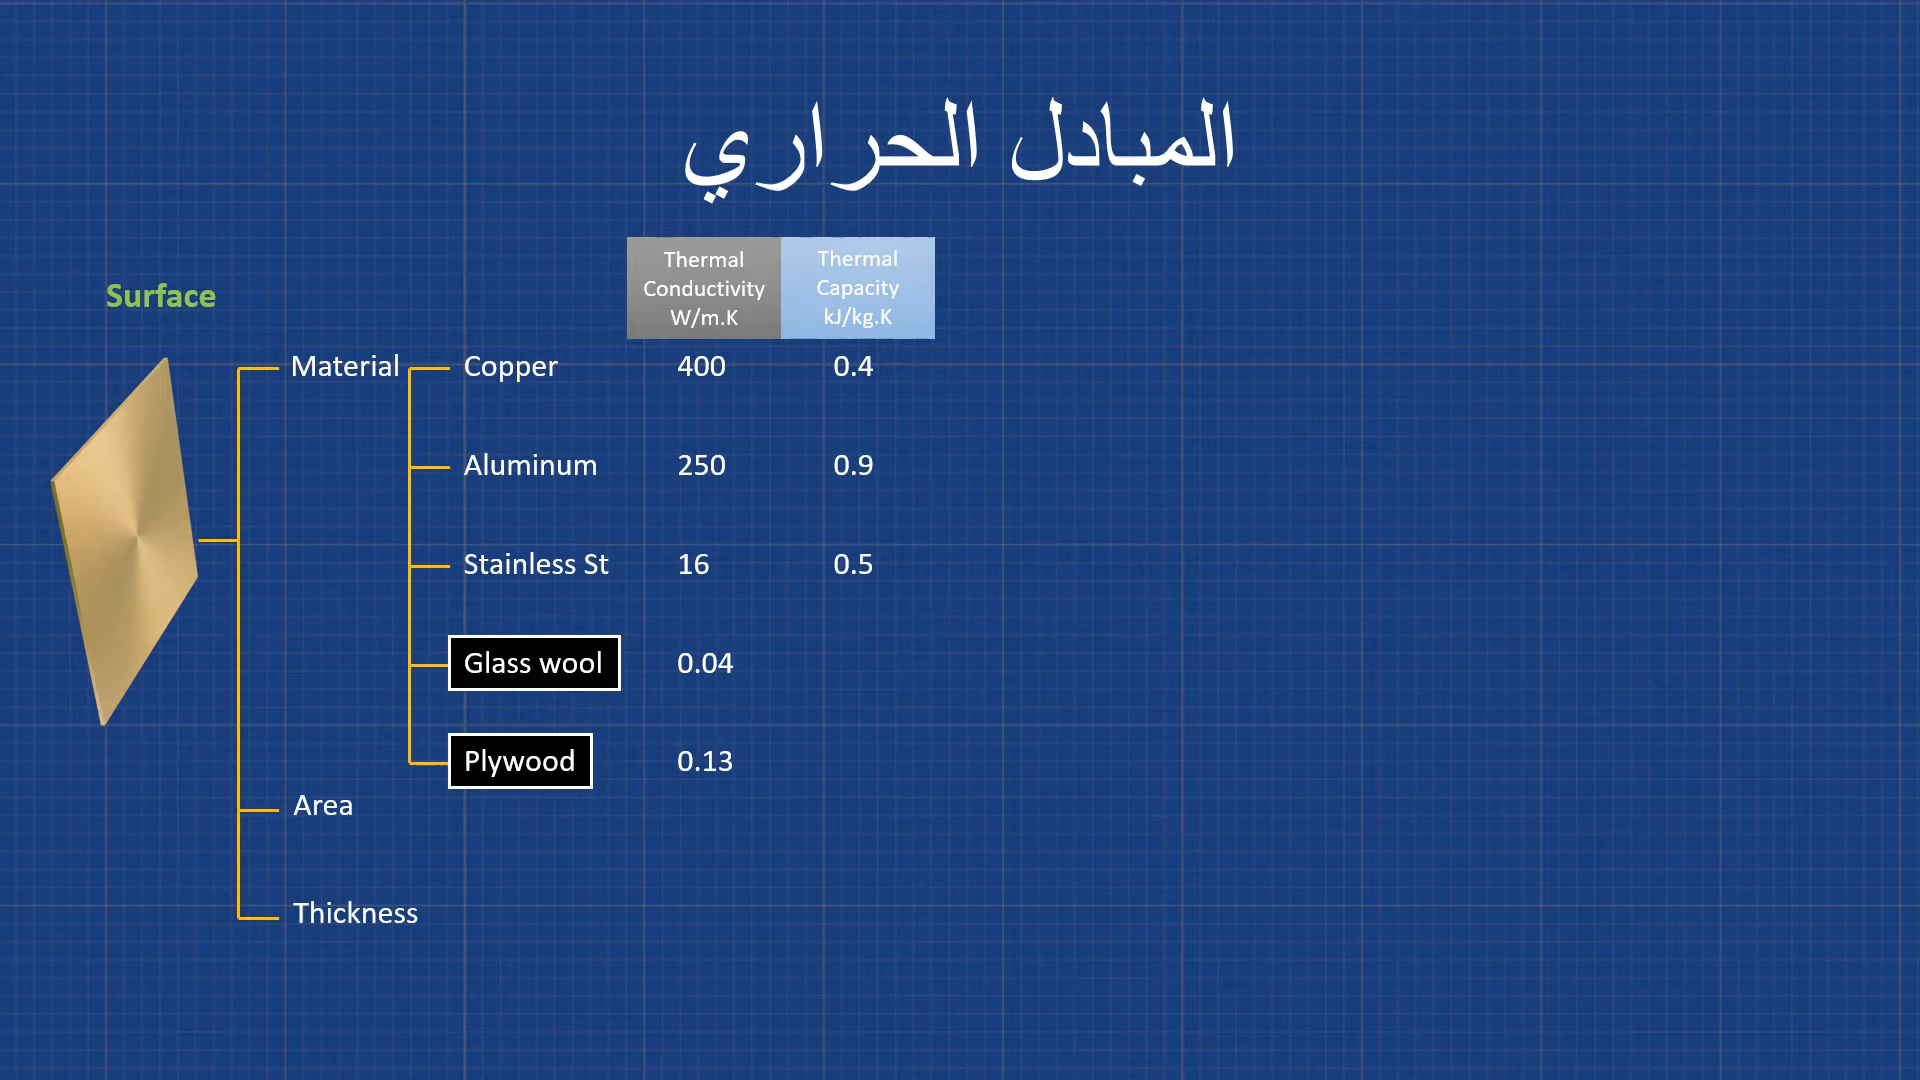 المبادل الحراري
Surface
Thermal
Conductivity
W/m.K
Thermal
Capacity
kJ/kg.K
Material
Copper
400
0.4
Aluminum
250
0.9
Stainless St
16
0.5
Glass wool
0.04
Plywood
0.13
Area
Thickness